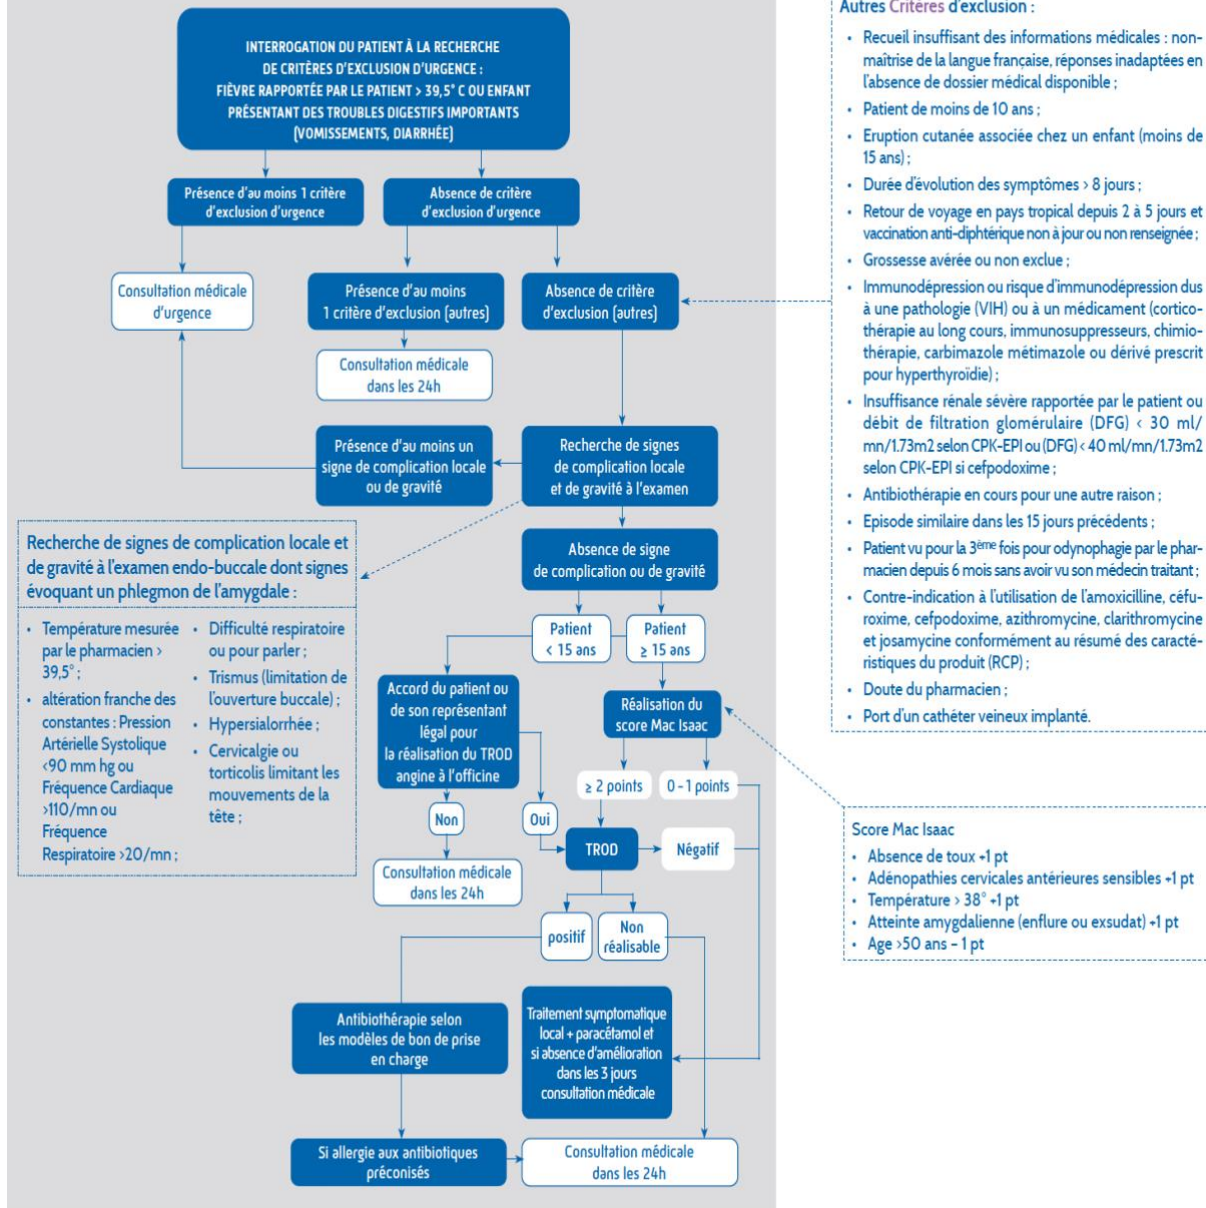 INTERROGATION DU PATIENT À LA RECHERCHE
DE CRITÈRES D'EXCLUSION D'URGENCE :
FIÈVRE RAPPORTÉE PAR LE PATIENT > 39,5° C OU ENFANT
PRÉSENTANT DES TROUBLES DIGESTIFS IMPORTANTS
(VOMISSEMENTS, DIARRHÉE)
Présence d'au moins 1 critère
d'exclusion d'urgence
Absence de critère
d'exclusion d'urgence
Consultation médicale
d'urgence
Présence d'au moins
1 critère d'exclusion (autres)
Absence de critère
d'exclusion (autres)
Consultation médicale
dans les 24h
Présence d'au moins un
signe de complication locale
ou de gravité
Recherche de signes
de complication locale
et de gravité à l'examen
Absence de signe
de complication ou de gravité
Patient
< 15 ans
Patient
≥ 15 ans
Accord du patient ou
de son représentant
légal pour
la réalisation du TROD
angine à l'officine
Réalisation du
score Mac Isaac
≥ 2 points
0 - 1 points
Non
Oui
TROD
Négatif
Consultation médicale
dans les 24h
positif
Non
réalisable
Antibiothérapie selon
les modèles de bon de prise
en charge
Traitement symptomatique
local + paracétamol et
si absence d'amélioration
dans les 3 jours
consultation médicale
Si allergie aux antibiotiques
préconisés
Consultation médicale
dans les 24h
Recherche de signes de complication locale et
de gravité à l'examen endo-buccale dont signes
évoquant un phlegmon de l'amygdale :
• Température mesurée
par le pharmacien >
39,5° ;
• altération franche des
constantes : Pression
Artérielle Systolique
<90 mm hg ou
Fréquence Cardiaque
>110/mn ou
Fréquence
Respiratoire >20/mn ;
• Difficulté respiratoire
ou pour parler ;
• Trismus (limitation de
l'ouverture buccale) ;
• Hypersialorrhée ;
• Cervicalgie ou
torticolis limitant les
mouvements de la
tête ;
Autres Critères d'exclusion :
• Recueil insuffisant des informations médicales : non-
maîtrise de la langue française, réponses inadaptées en
l'absence de dossier médical disponible ;
• Patient de moins de 10 ans ;
• Eruption cutanée associée chez un enfant (moins de
15 ans) ;
• Durée d'évolution des symptômes > 8 jours ;
• Retour de voyage en pays tropical depuis 2 à 5 jours et
vaccination anti-diphtérique non à jour ou non renseignée ;
• Grossesse avérée ou non exclue ;
• Immunodépression ou risque d'immunodépression dus
à une pathologie (VIH) ou à un médicament (cortico-
thérapie au long cours, immunosuppresseurs, chimio-
thérapie, carbimazole métimazole ou dérivé prescrit
pour hyperthyroïdie) ;
• Insuffisance rénale sévère rapportée par le patient ou
débit de filtration glomérulaire (DFG) < 30 ml/
mn/1.73m2 selon CPK-EPI ou (DFG) < 40 ml/mn/1.73m2
selon CPK-EPI si cefpodoxime ;
• Antibiothérapie en cours pour une autre raison ;
• Episode similaire dans les 15 jours précédents ;
• Patient vu pour la 3ème fois pour odynophagie par le phar-
macien depuis 6 mois sans avoir vu son médecin traitant ;
• Contre-indication à l'utilisation de l'amoxicilline, céfu-
roxime, cefpodoxime, azithromycine, clarithromycine
et josamycine conformément au résumé des caracté-
ristiques du produit (RCP) ;
• Doute du pharmacien ;
• Port d'un cathéter veineux implanté.
Score Mac Isaac
• Absence de toux +1 pt
• Adénopathies cervicales antérieures sensibles +1 pt
• Température > 38° +1 pt
• Atteinte amygdalienne (enflure ou exsudat) +1 pt
• Age >50 ans – 1 pt